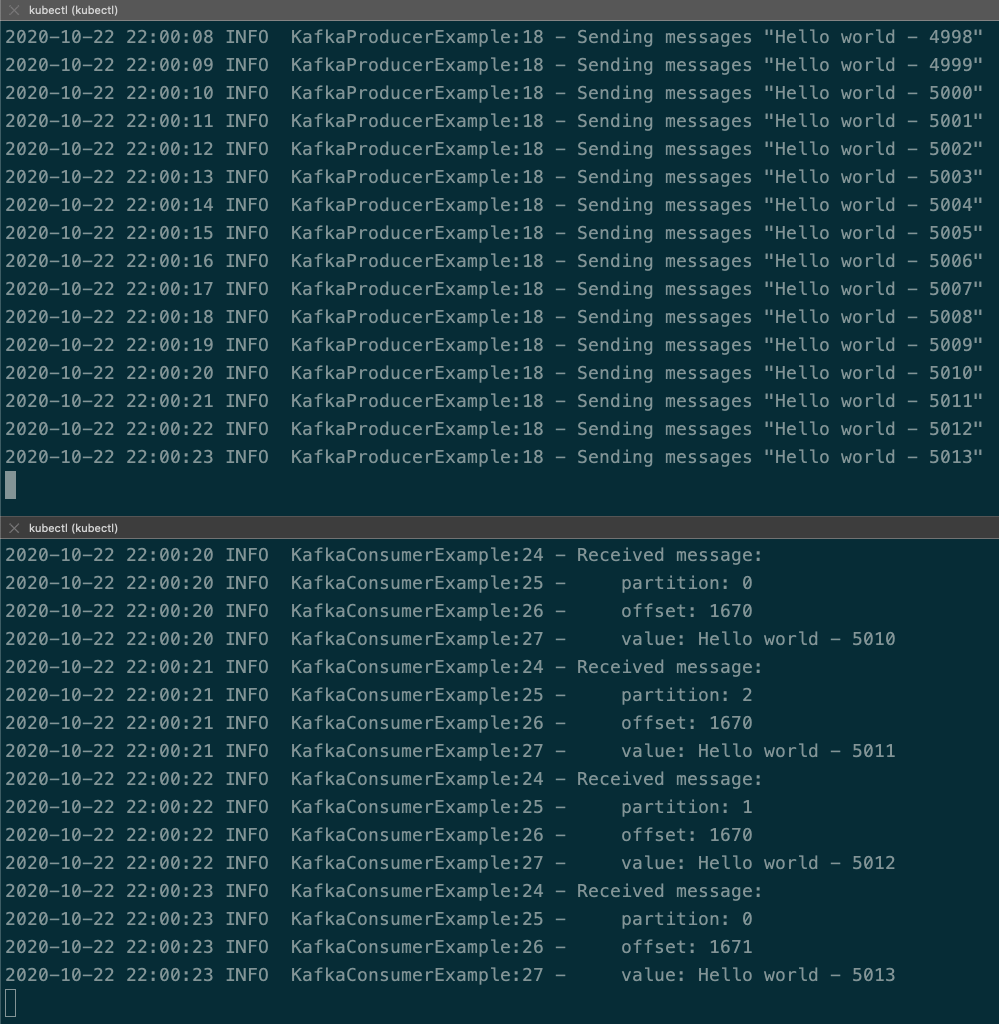 kubectl (kubectl)
2020-10-22 22:00:08 INFO  KafkaProducerExample:18 - Sending messages "Hello world - 4998"
2020-10-22 22:00:09 INFO  KafkaProducerExample:18 - Sending messages "Hello world - 4999"
2020-10-22 22:00:10 INFO  KafkaProducerExample:18 - Sending messages "Hello world - 5000"
2020-10-22 22:00:11 INFO  KafkaProducerExample:18 - Sending messages "Hello world - 5001"
2020-10-22 22:00:12 INFO  KafkaProducerExample:18 - Sending messages "Hello world - 5002"
2020-10-22 22:00:13 INFO  KafkaProducerExample:18 - Sending messages "Hello world - 5003"
2020-10-22 22:00:14 INFO  KafkaProducerExample:18 - Sending messages "Hello world - 5004"
2020-10-22 22:00:15 INFO  KafkaProducerExample:18 - Sending messages "Hello world - 5005"
2020-10-22 22:00:16 INFO  KafkaProducerExample:18 - Sending messages "Hello world - 5006"
2020-10-22 22:00:17 INFO  KafkaProducerExample:18 - Sending messages "Hello world - 5007"
2020-10-22 22:00:18 INFO  KafkaProducerExample:18 - Sending messages "Hello world - 5008"
2020-10-22 22:00:19 INFO  KafkaProducerExample:18 - Sending messages "Hello world - 5009"
2020-10-22 22:00:20 INFO  KafkaProducerExample:18 - Sending messages "Hello world - 5010"
2020-10-22 22:00:21 INFO  KafkaProducerExample:18 - Sending messages "Hello world - 5011"
2020-10-22 22:00:22 INFO  KafkaProducerExample:18 - Sending messages "Hello world - 5012"
2020-10-22 22:00:23 INFO  KafkaProducerExample:18 - Sending messages "Hello world - 5013"
kubectl (kubectl)
2020-10-22 22:00:20 INFO  KafkaConsumerExample:24 - Received message:
2020-10-22 22:00:20 INFO  KafkaConsumerExample:25 -     partition: 0
2020-10-22 22:00:20 INFO  KafkaConsumerExample:26 -     offset: 1670
2020-10-22 22:00:20 INFO  KafkaConsumerExample:27 -     value: Hello world - 5010
2020-10-22 22:00:21 INFO  KafkaConsumerExample:24 - Received message:
2020-10-22 22:00:21 INFO  KafkaConsumerExample:25 -     partition: 2
2020-10-22 22:00:21 INFO  KafkaConsumerExample:26 -     offset: 1670
2020-10-22 22:00:21 INFO  KafkaConsumerExample:27 -     value: Hello world - 5011
2020-10-22 22:00:22 INFO  KafkaConsumerExample:24 - Received message:
2020-10-22 22:00:22 INFO  KafkaConsumerExample:25 -     partition: 1
2020-10-22 22:00:22 INFO  KafkaConsumerExample:26 -     offset: 1670
2020-10-22 22:00:22 INFO  KafkaConsumerExample:27 -     value: Hello world - 5012
2020-10-22 22:00:23 INFO  KafkaConsumerExample:24 - Received message:
2020-10-22 22:00:23 INFO  KafkaConsumerExample:25 -     partition: 0
2020-10-22 22:00:23 INFO  KafkaConsumerExample:26 -     offset: 1671
2020-10-22 22:00:23 INFO  KafkaConsumerExample:27 -     value: Hello world - 5013